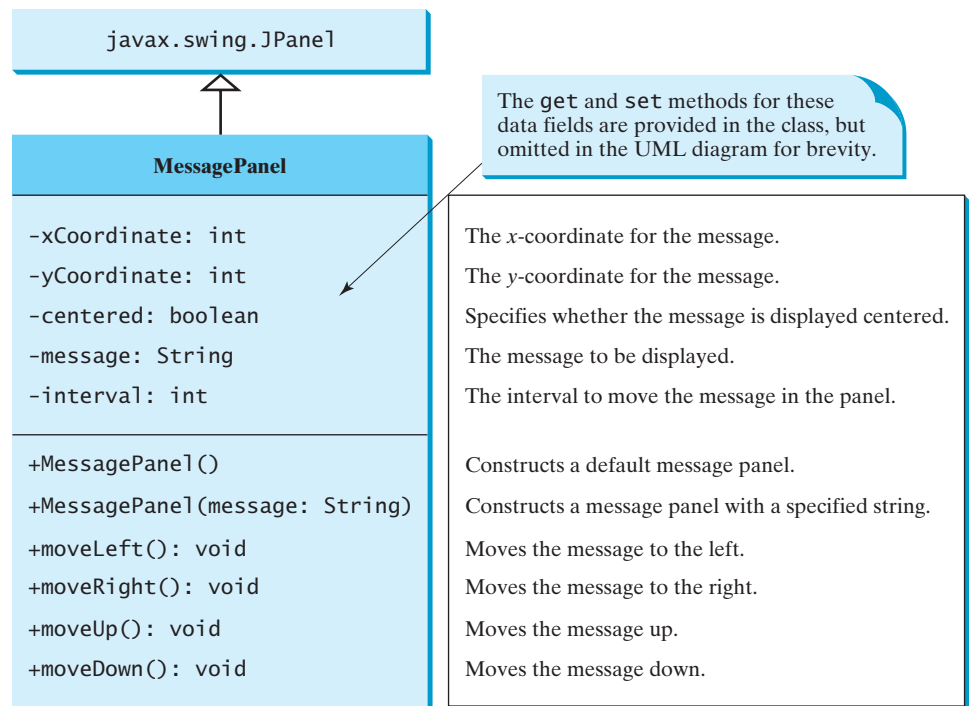 javax.swing.JPanel
The get and set methods for these
data fields are provided in the class, but
omitted in the UML diagram for brevity.
MessagePanel
-xCoordinate: int
The x-coordinate for the message.
-yCoordinate: int
The y-coordinate for the message.
-centered: boolean
Specifies whether the message is displayed centered.
-message: String
The message to be displayed.
-interval: int
The interval to move the message in the panel.
+MessagePanel()
Constructs a default message panel.
+MessagePanel(message: String)
Constructs a message panel with a specified string.
+moveLeft(): void
Moves the message to the left.
+moveRight(): void
Moves the message to the right.
+moveUp(): void
Moves the message up.
+moveDown(): void
Moves the message down.